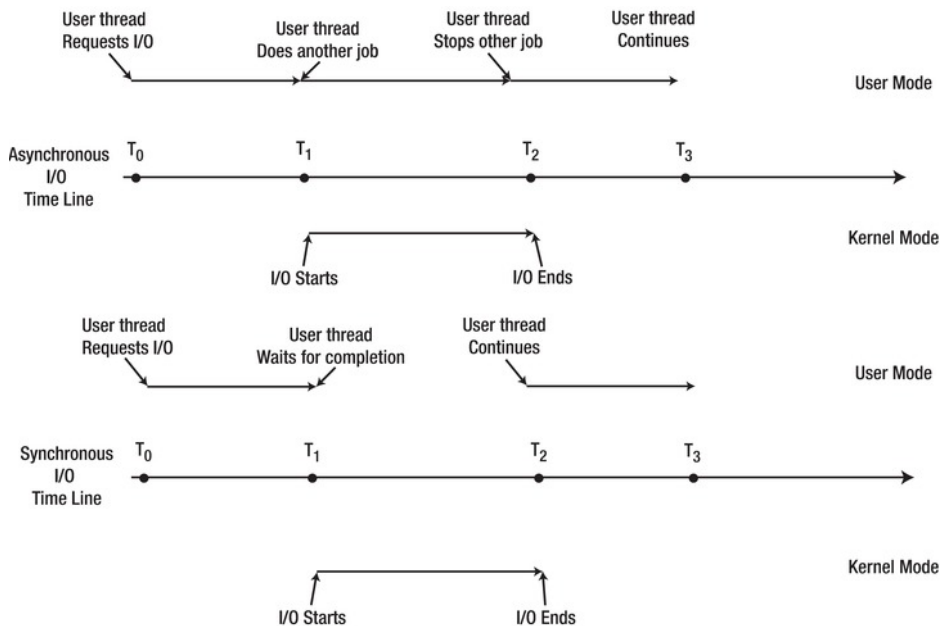 User thread
Requests I/O
User thread
Does another job
User thread
Stops other job
User thread
Continues
User Mode
Asynchronous
I/O
Time Line
T0
T1
T2
T3
Kernel Mode
I/O Starts
I/O Ends
User thread
Requests I/O
User thread
Waits for completion
User thread
Continues
User Mode
Synchronous
I/O
Time Line
T0
T1
T2
T3
Kernel Mode
I/O Starts
I/O Ends